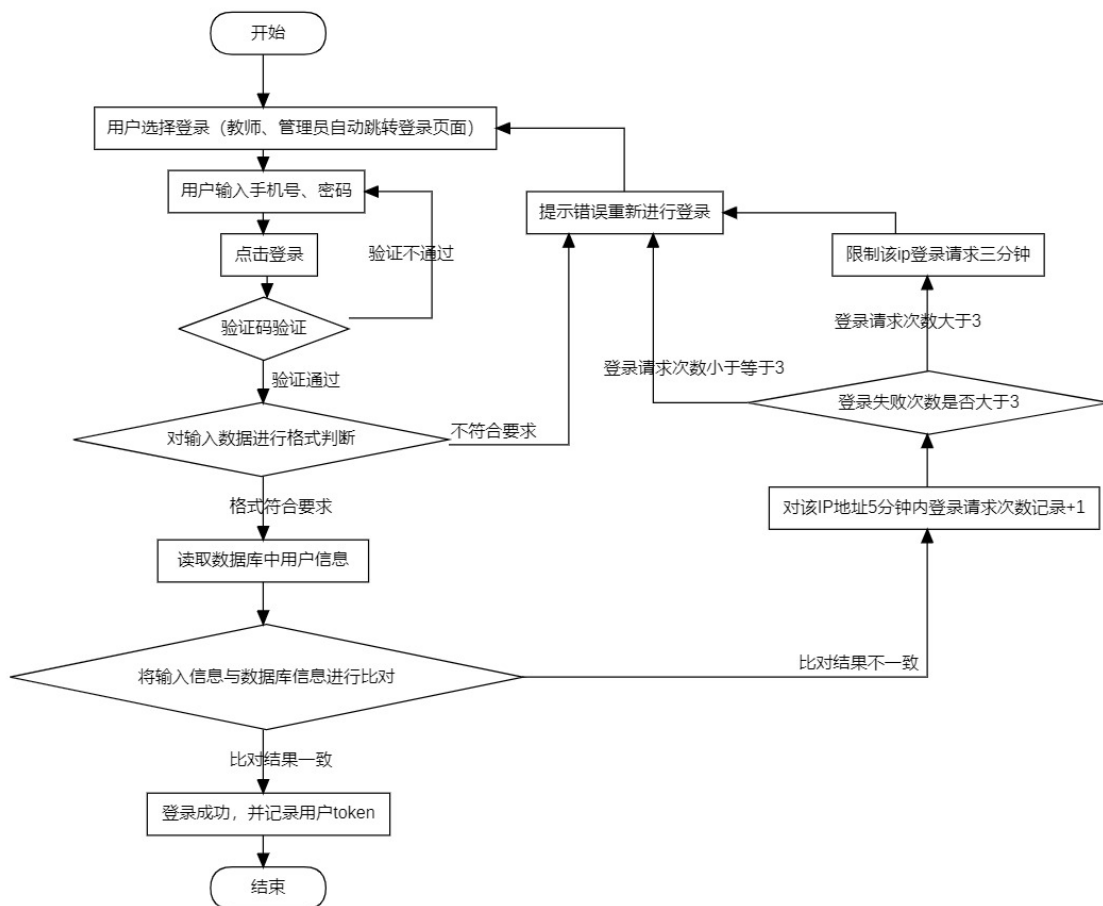 开始
用户选择登录（教师、管理员自动跳转登录页面）
用户输入手机号、密码
提示错误重新进行登录
点击登录
验证不通过
限制该ip登录请求三分钟
验证码验证
登录请求次数大于3
登录请求次数小于等于3
验证通过
登录失败次数是否大于3
对输入数据进行格式判断
不符合要求
格式符合要求
对该IP地址5分钟内登录请求次数记录+1
读取数据库中用户信息
将输入信息与数据库信息进行比对
比对结果不一致
比对结果一致
登录成功，并记录用户token
结束